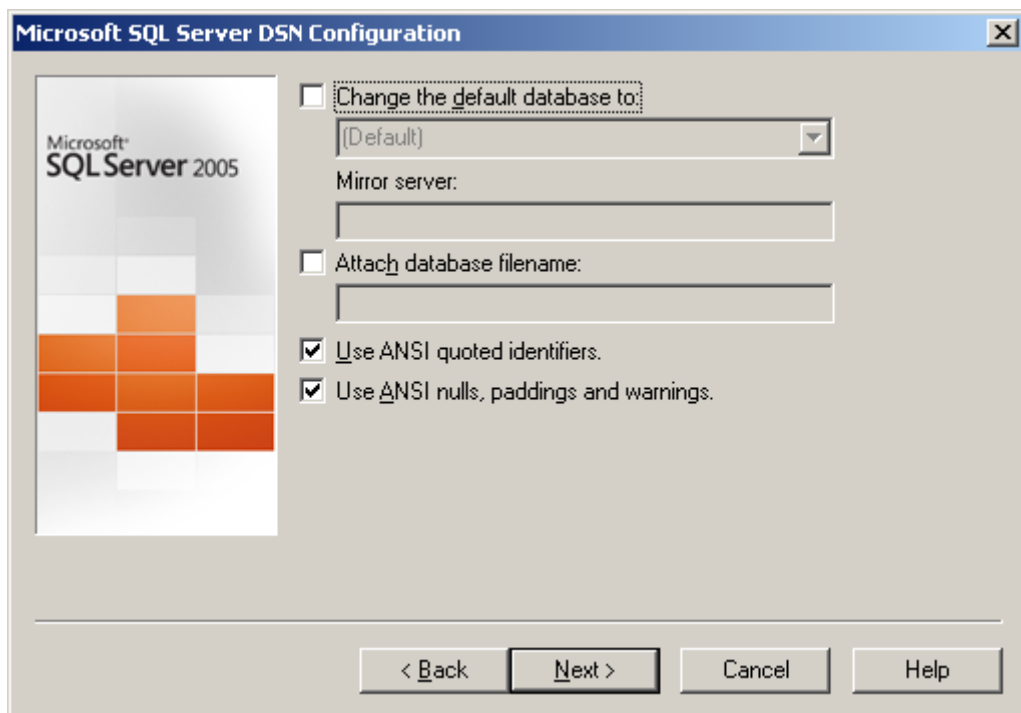 Microsoft SQL Server DSN Configuration
Microsoft®
SQL Server 2005
Change the default database to:
(Default)
Mirror server:
Attach database filename:
Use ANSI quoted identifiers.
Use ANSI nulls, paddings and warnings.
< Back
Next >
Cancel
Help